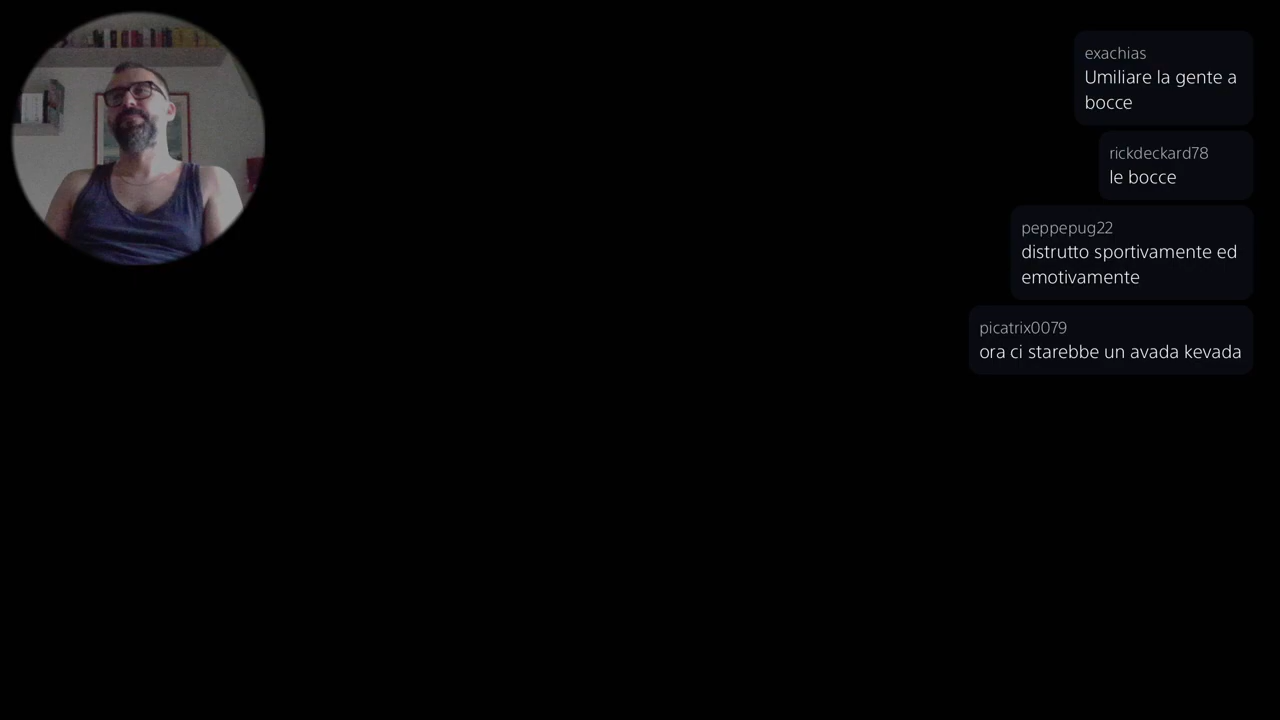 exachias
Umiliare la gente a
bocce
rickdeckard78
le bocce
peppepug22
distrutto sportivamente ed
emotivamente
picatrix0079
ora ci starebbe un avada kevada